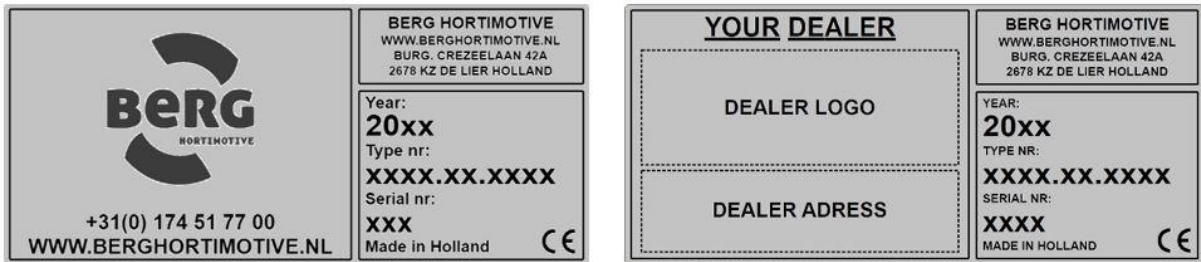 BERG
HORTIMOTIVE
+31(0) 174 51 77 00
WWW.BERGHORTIMOTIVE.NL
BERG HORTIMOTIVE
WWW.BERGHORTIMOTIVE.NL
BURG. CREZEELAAN 42A
2678 KZ DE LIER HOLLAND
Year:
20xx
Type nr:
XXXX.XX.XXXX
Serial nr:
XXX
Made in Holland CE
YOUR DEALER
DEALER LOGO
DEALER ADRESS
BERG HORTIMOTIVE
WWW.BERGHORTIMOTIVE.NL
BURG. CREZEELAAN 42A
2678 KZ DE LIER HOLLAND
YEAR:
20xx
TYPE NR:
XXXX.XX.XXXX
SERIAL NR:
XXXX
MADE IN HOLLAND CE